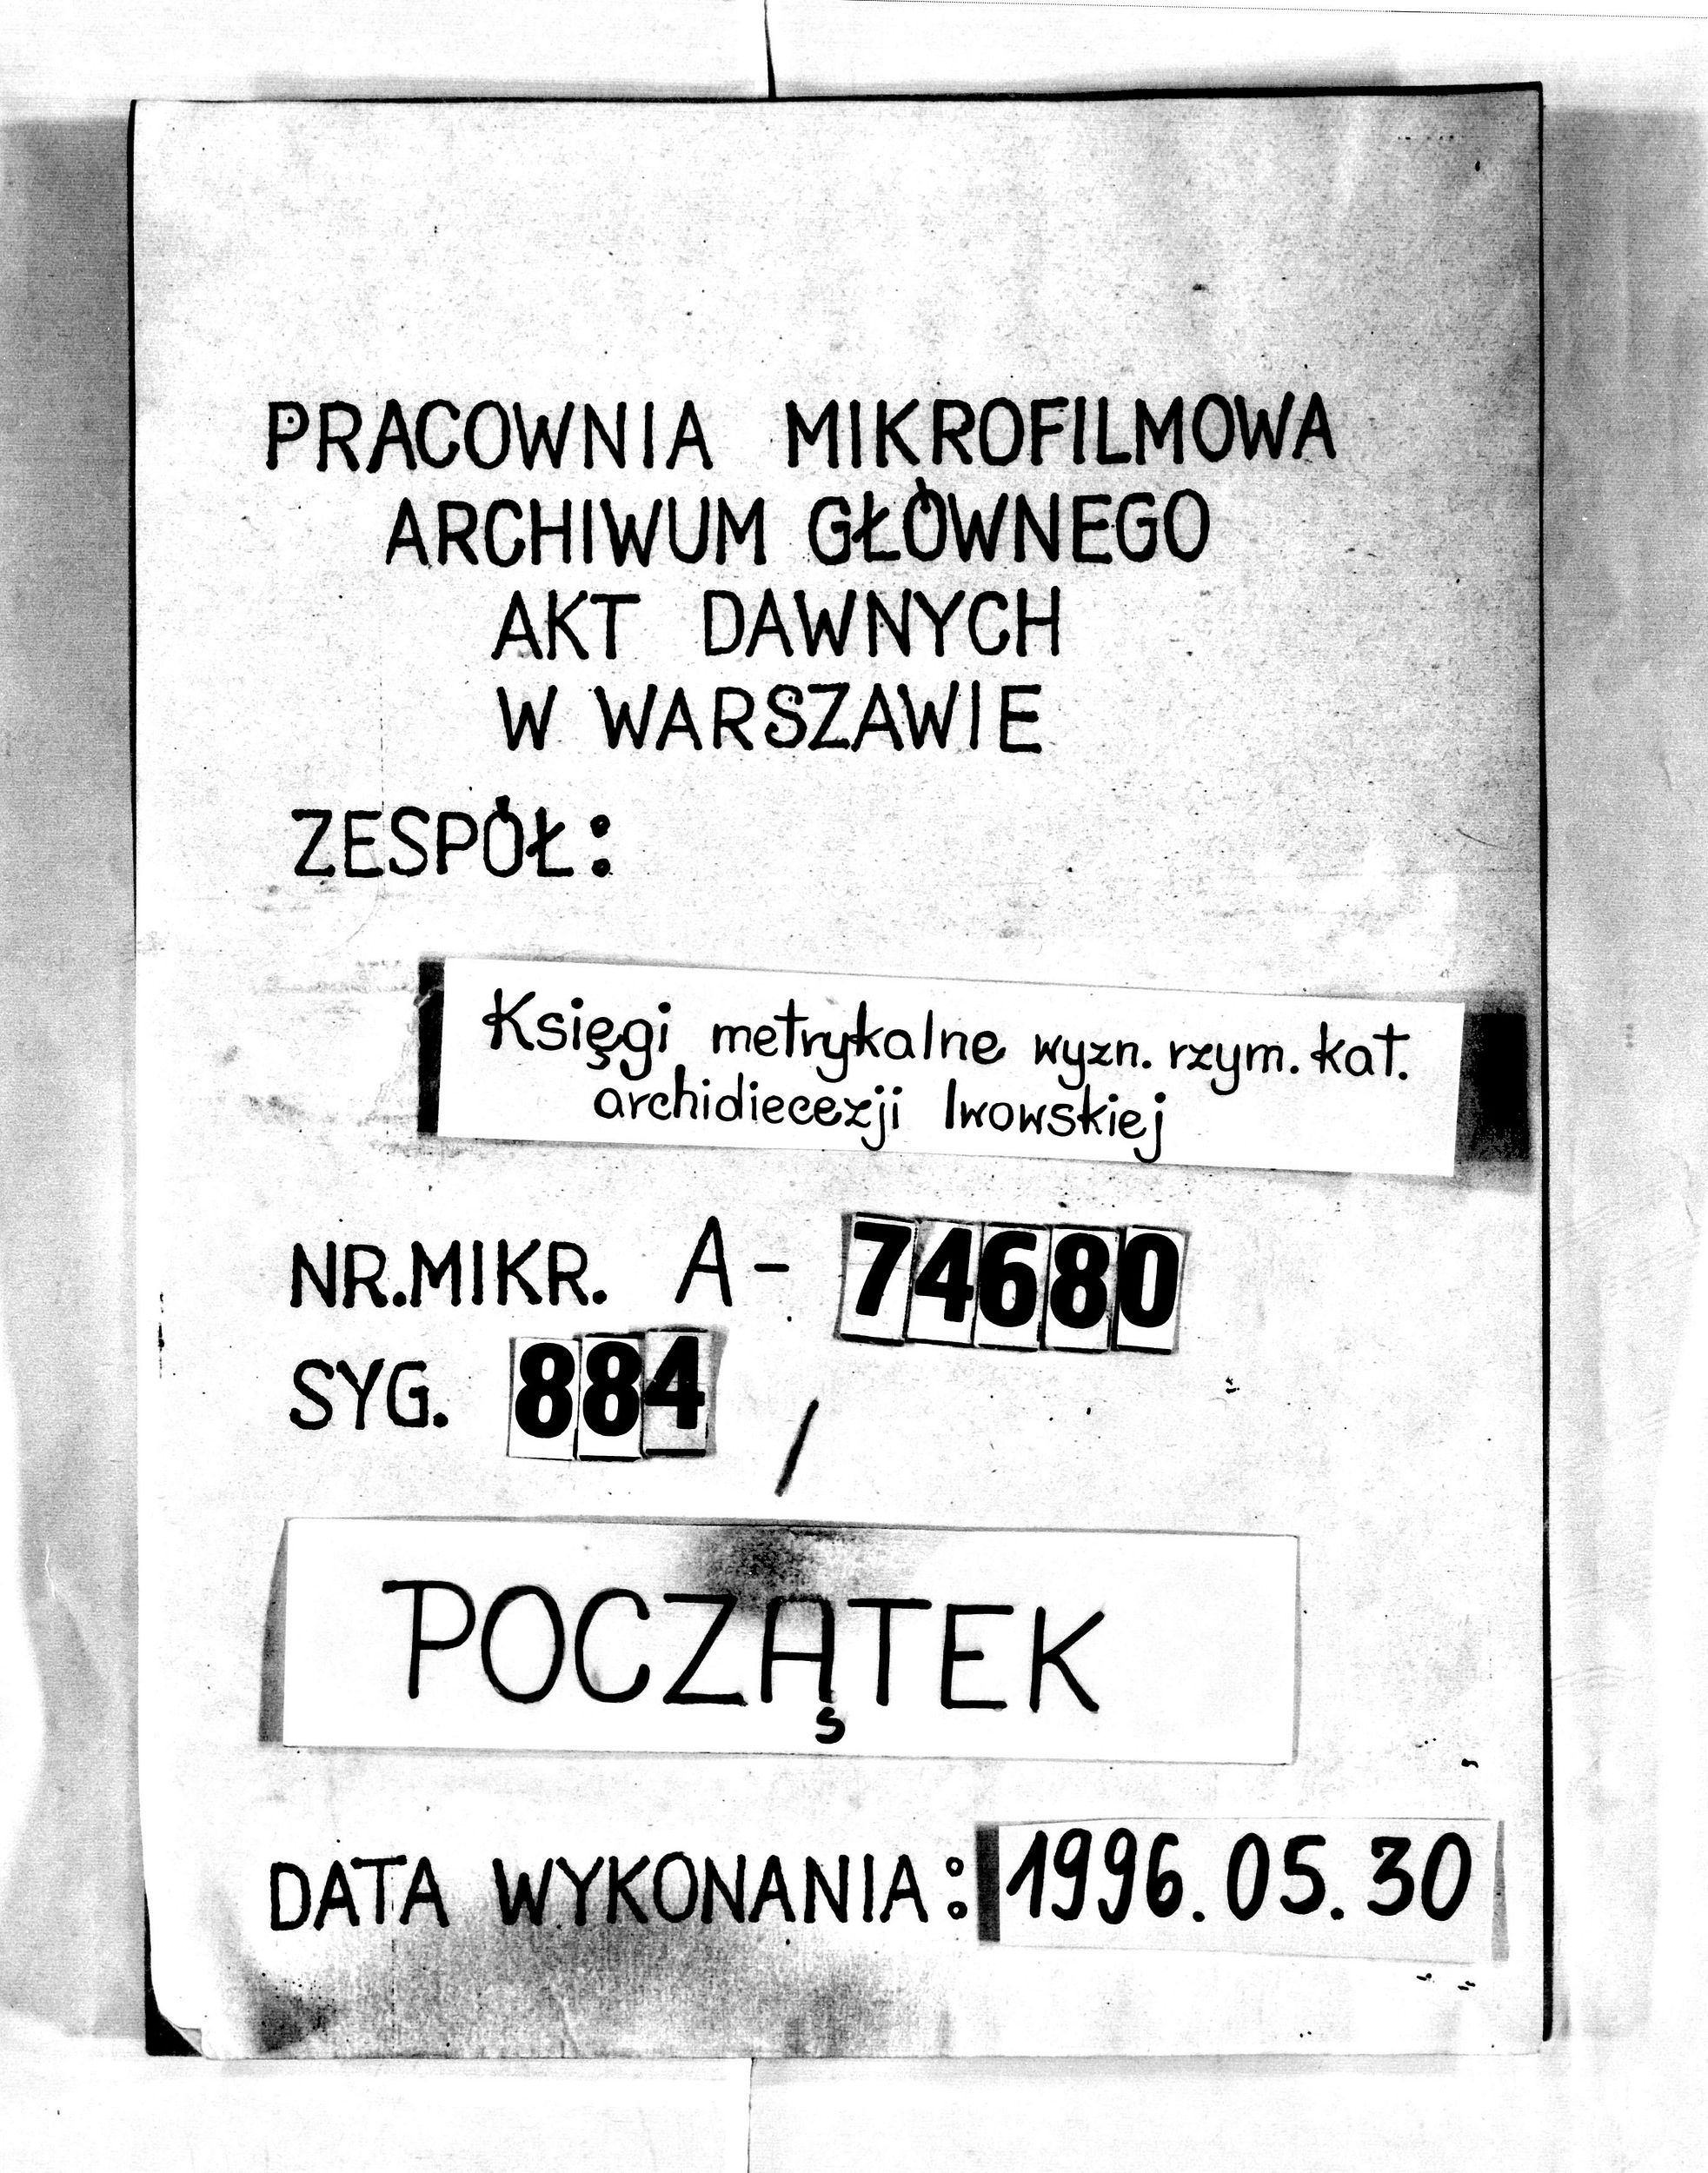 PRACOWNIA MIKROFILMOWA
ARCHIWUM GŁÓWNEGO
AKT DAWNYCH
W WARSZAWIE
ZESPÓŁ:
Księgi metrykalne wyzn. rzym. kat.
archidiecezji lwowskiej
NR.MIKR. A- 74680
SYG. 884 /
POCZĄTEK
DATA WYKONANIA: 1996.05.30